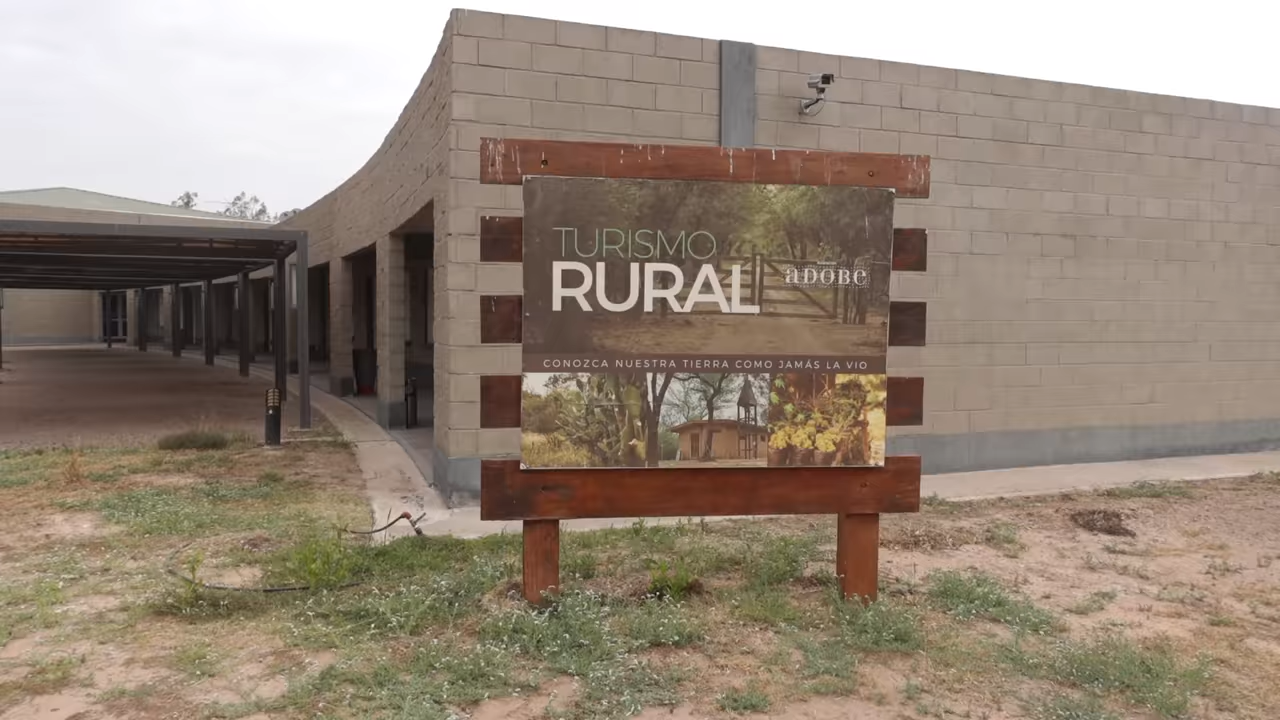 TURISMO
RURAL
aDOBe
CONOZCA NUESTRA TIERRA COMO JAMÁS LA VIO